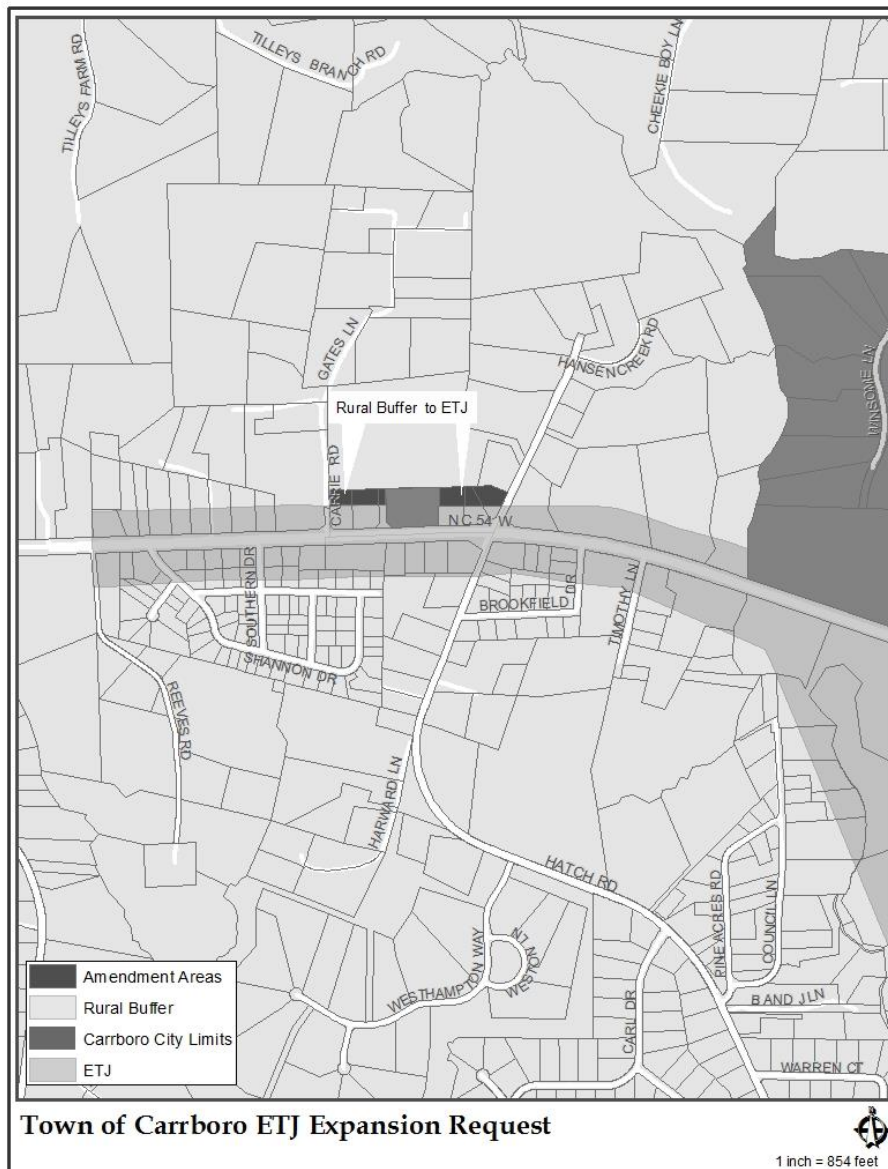 TILLEYS FARM RD
TILLEYS BRANCH RD
CHEEKIE BOY LN
WINSOME LN
HANSEN CREEK RD
GATES LN
Rural Buffer to ETJ
CARRIE RD
NC 54 W
SOUTHERN DR
SHANNON DR
BROOKFIELD DR
TIMOTHY LN
REEVES RD
HARWARD LN
HATCH RD
PINE ACRES RD
COUNCIL LN
WESTON LN
WESTHAMPTON WAY
CARL DR
B AND J LN
WARREN CT
Amendment Areas
Rural Buffer
Carrboro City Limits
ETJ
Town of Carrboro ETJ Expansion Request
1 inch = 854 feet